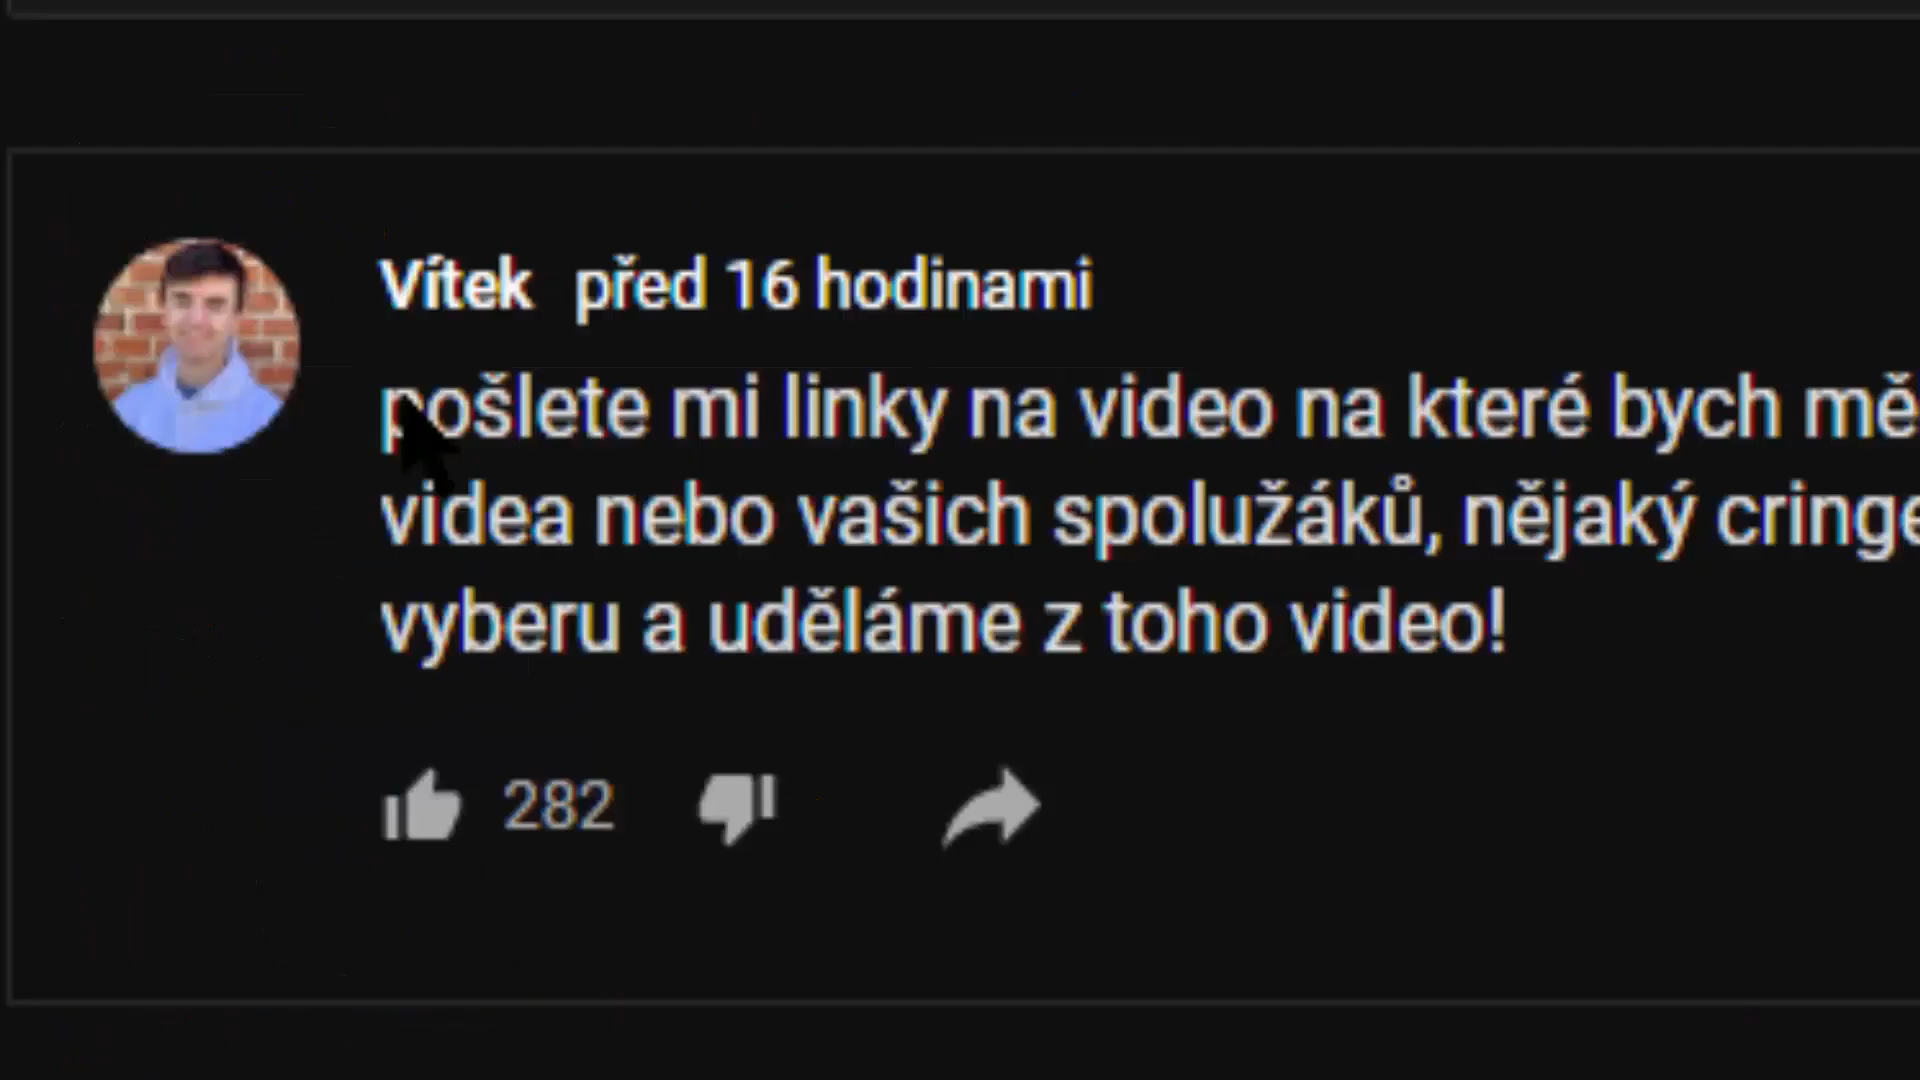 Vítek před 16 hodinami
pošlete mi linky na video na které bych
videa nebo vašich spolužáků, nějaký cringe
vyberu a uděláme z toho video!
282